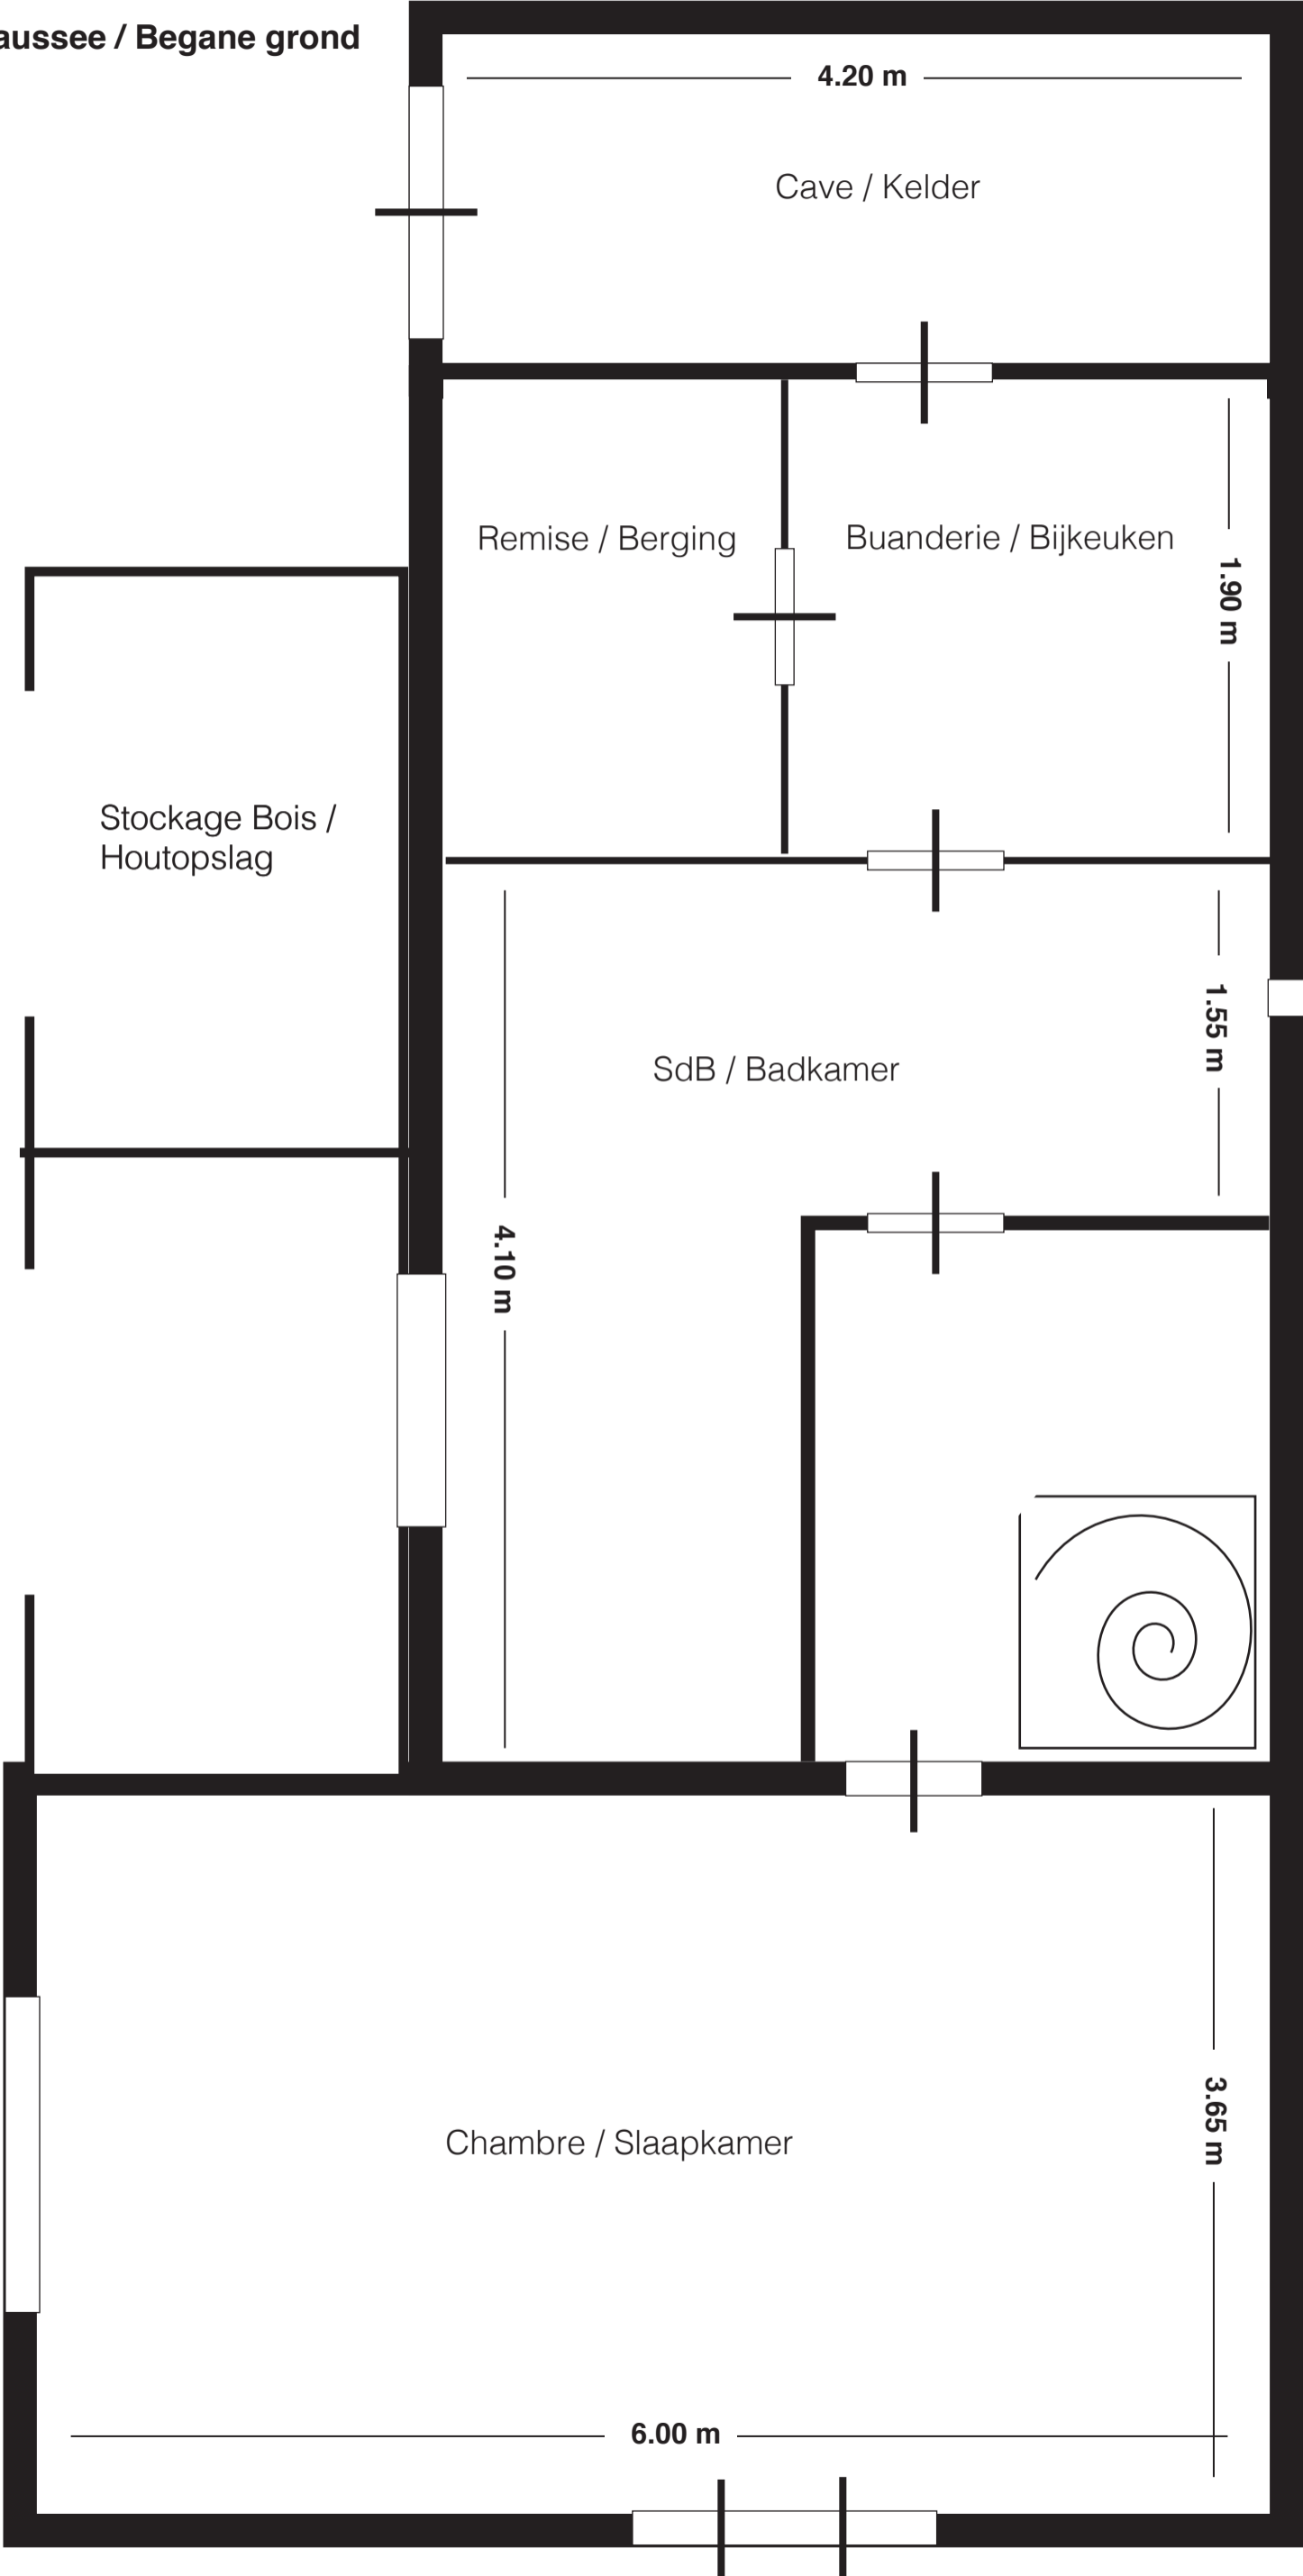 aussee / Begane grond
4.20 m
Cave / Kelder
Remise / Berging
Buanderie / Bijkeuken
1.90 m
Stockage Bois /
Houtopslag
1.55 m
SdB / Badkamer
4.10 m
3.65 m
Chambre / Slaapkamer
6.00 m